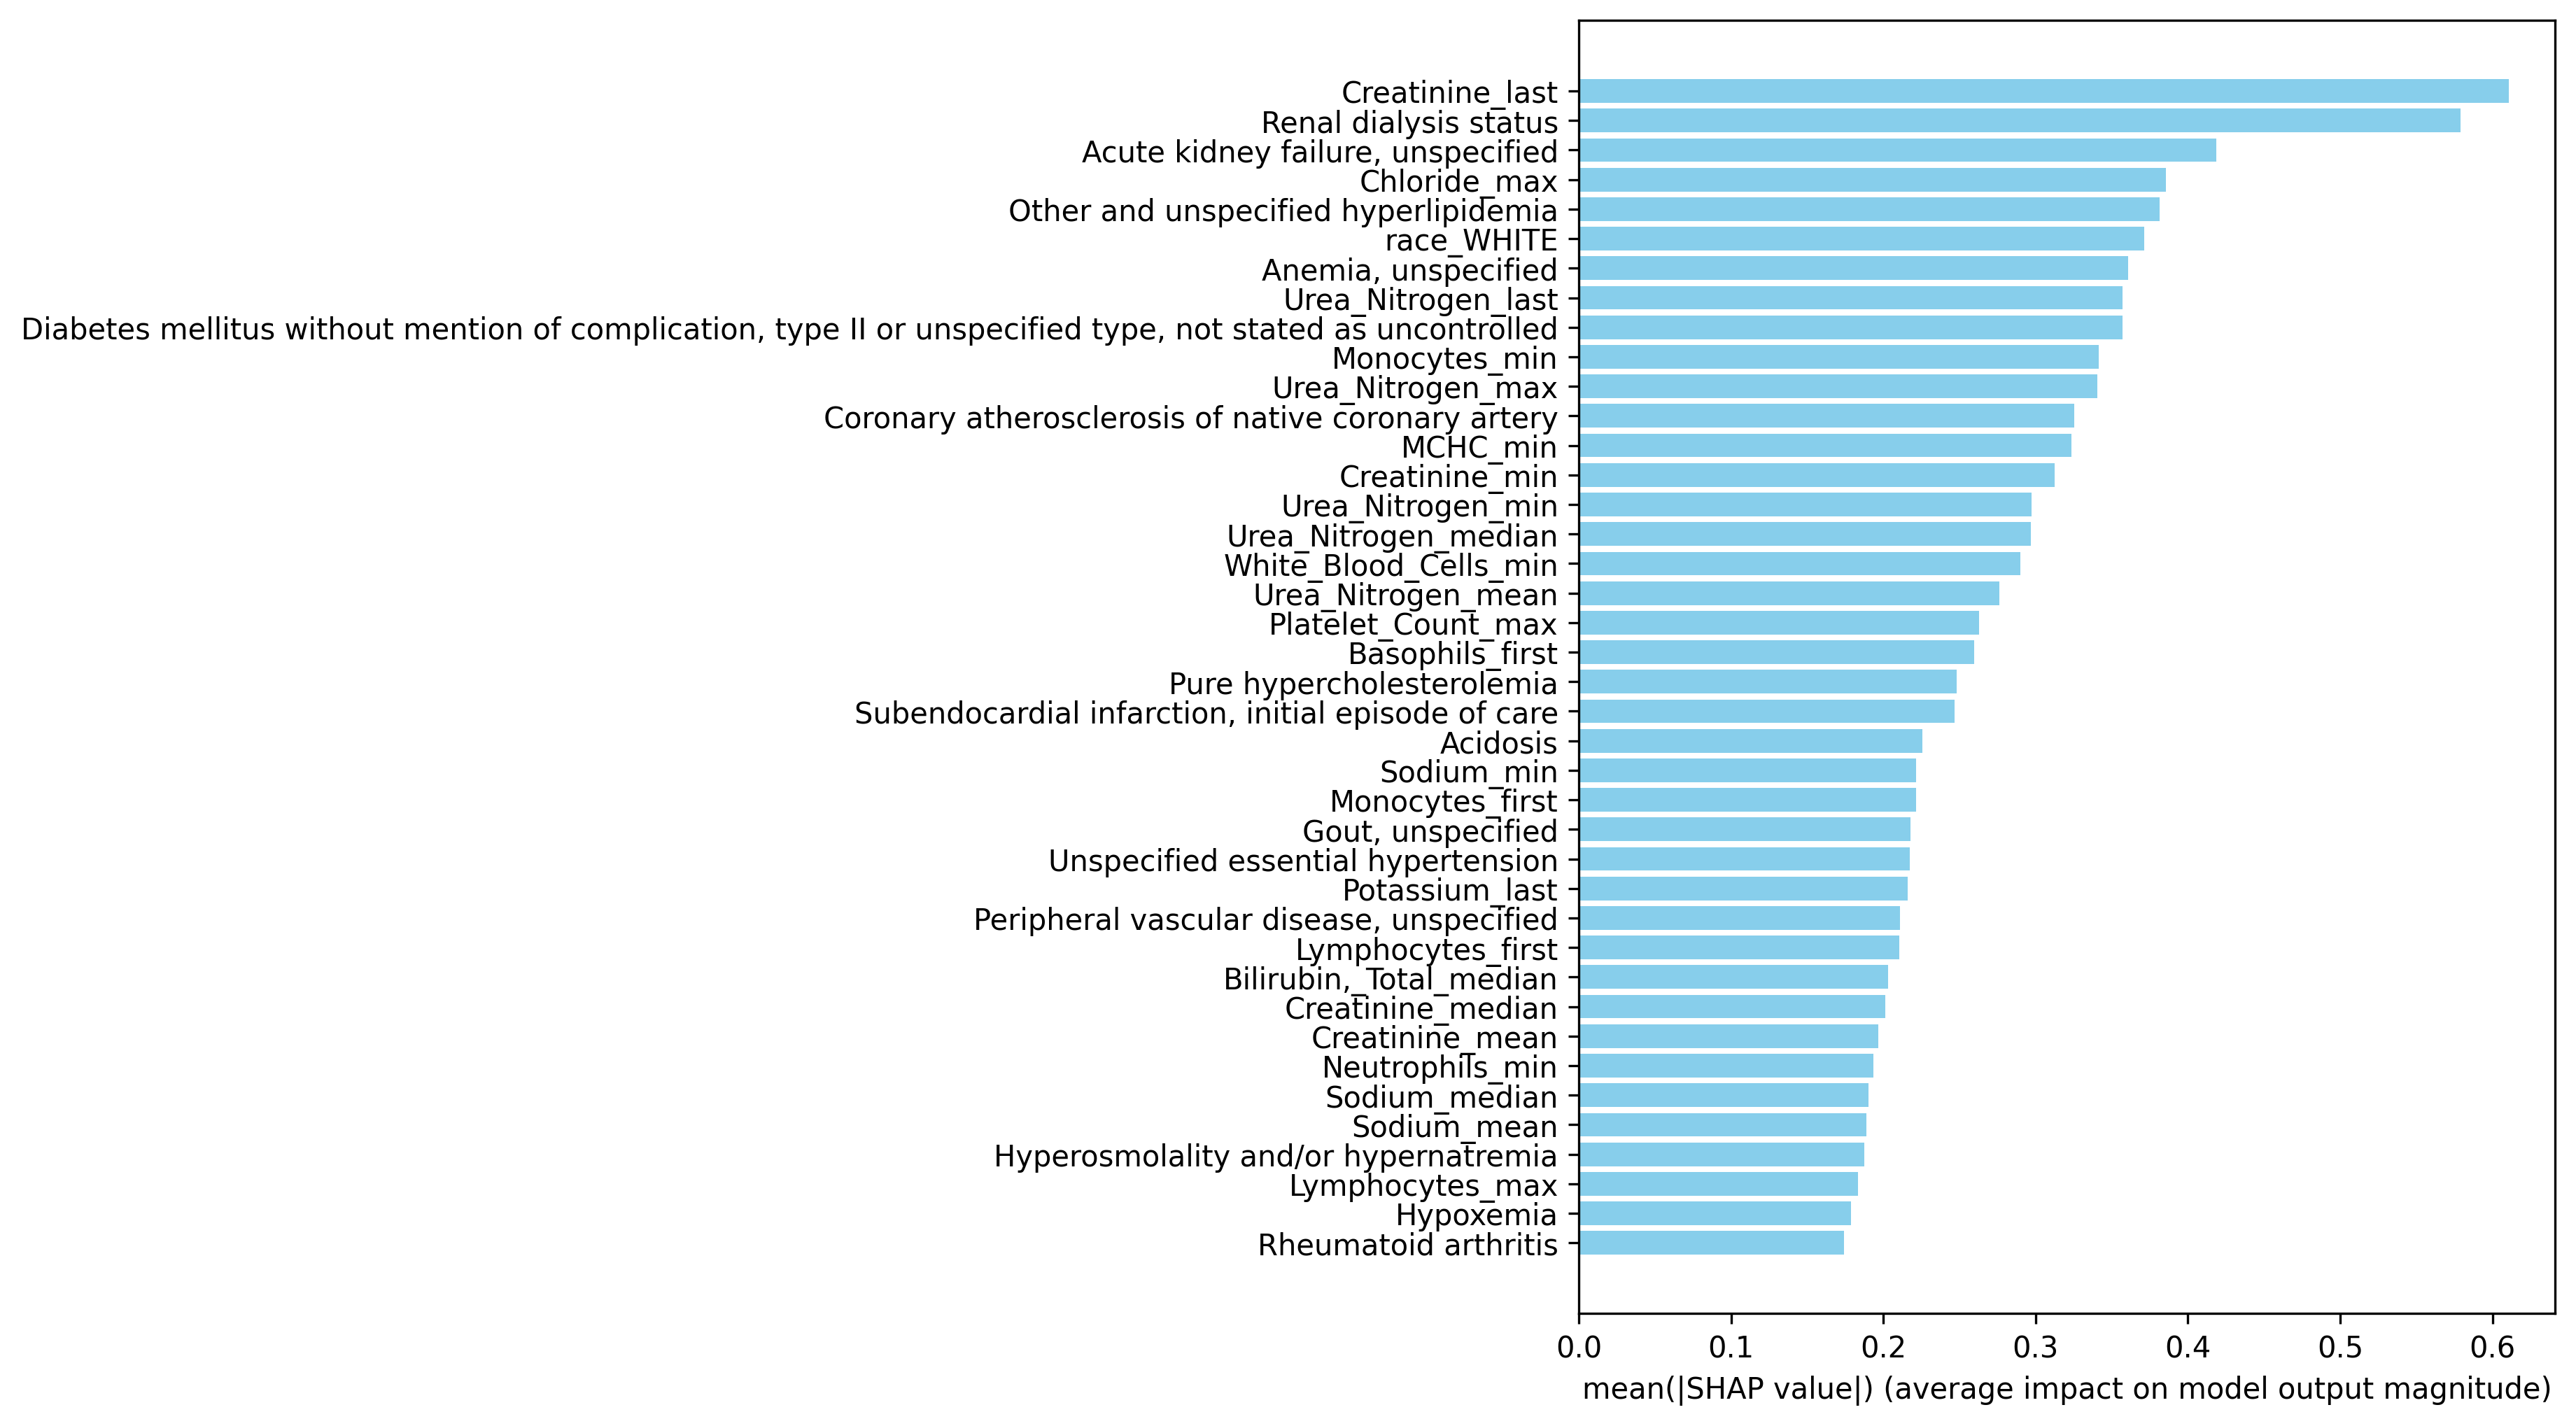 Creatinine_last
Renal dialysis status
Acute kidney failure, unspecified
Chloride_max
Other and unspecified hyperlipidemia
race_WHITE
Anemia, unspecified
Urea_Nitrogen_last
Diabetes mellitus without mention of complication, type II or unspecified type, not stated as uncontrolled
Monocytes_min
Urea_Nitrogen_max
Coronary atherosclerosis of native coronary artery
MCHC_min
Creatinine_min
Urea_Nitrogen_min
Urea_Nitrogen_median
White_Blood_Cells_min
Urea_Nitrogen_mean
Platelet_Count_max
Basophils_first
Pure hypercholesterolemia
Subendocardial infarction, initial episode of care
Acidosis
Sodium_min
Monocytes_first
Gout, unspecified
Unspecified essential hypertension
Potassium_last
Peripheral vascular disease, unspecified
Lymphocytes_first
Bilirubin,_Total_median
Creatinine_median
Creatinine_mean
Neutrophils_min
Sodium_median
Sodium_mean
Hyperosmolality and/or hypernatremia
Lymphocytes_max
Hypoxemia
Rheumatoid arthritis
0.0 0.1 0.2 0.3 0.4 0.5 0.6
mean(|SHAP value|) (average impact on model output magnitude)